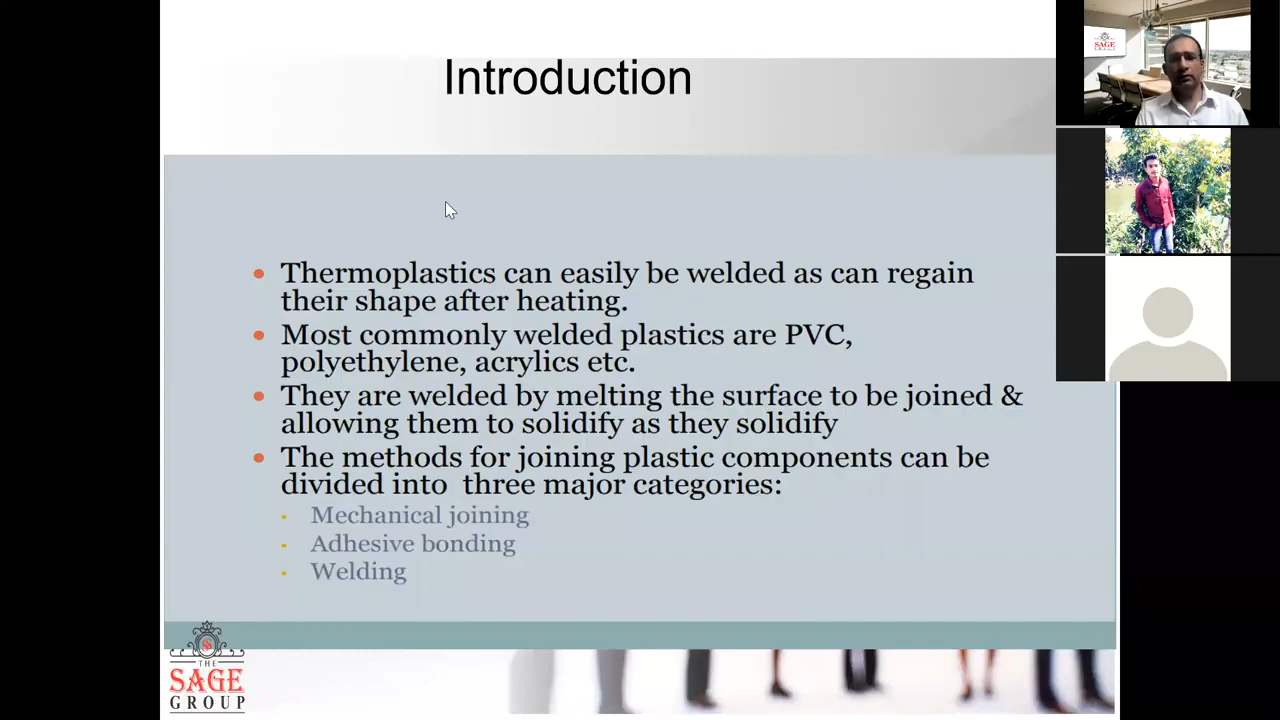 Introduction
SAGE
• Thermoplastics can easily be welded as can regain
their shape after heating.
• Most commonly welded plastics are PVC,
polyethylene, acrylics etc.
• They are welded by melting the surface to be joined &
allowing them to solidify as they solidify
• The methods for joining plastic components can be
divided into three major categories:
• Mechanical joining
• Adhesive bonding
• Welding
THE
SAGE
GROUP